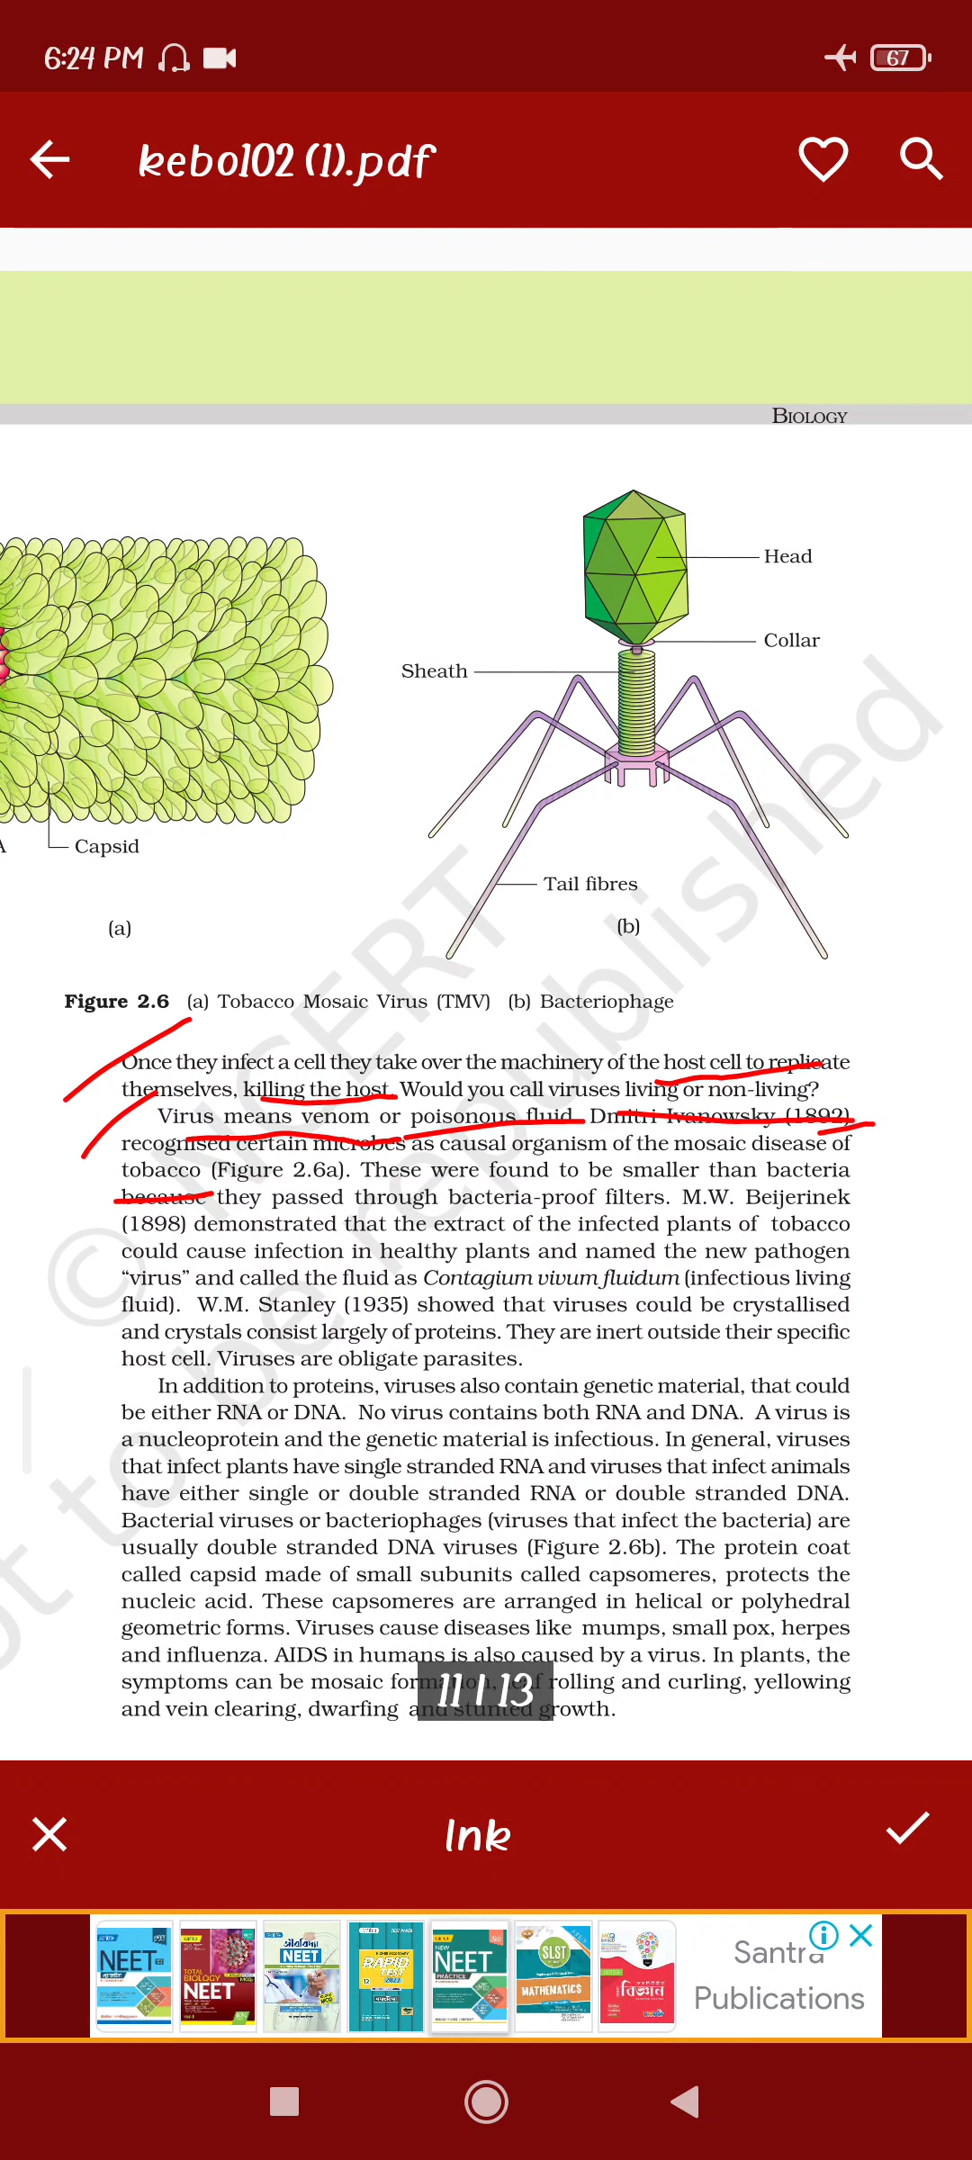 6:24 PM
67
kebo102 (1).pdf
BIOLOGY
Head
Collar
Sheath
Capsid
Tail fibres
(a)
(b)
Figure 2.6 (a) Tobacco Mosaic Virus (TMV) (b) Bacteriophage
Once they infect a cell they take over the machinery of the host cell to replicate
themselves, killing the host. Would you call viruses living or non-living?
Virus means venom or poisonous fluid. Dmitri Ivanowsky (1892)
recognised certain microbes as causal organism of the mosaic disease of
tobacco (Figure 2.6a). These were found to be smaller than bacteria
because they passed through bacteria-proof filters. M.W. Beijerinek
(1898) demonstrated that the extract of the infected plants of tobacco
could cause infection in healthy plants and named the new pathogen
“virus” and called the fluid as Contagium vivum fluidum (infectious living
fluid). W.M. Stanley (1935) showed that viruses could be crystallised
and crystals consist largely of proteins. They are inert outside their specific
host cell. Viruses are obligate parasites.
In addition to proteins, viruses also contain genetic material, that could
be either RNA or DNA. No virus contains both RNA and DNA. A virus is
a nucleoprotein and the genetic material is infectious. In general, viruses
that infect plants have single stranded RNA and viruses that infect animals
have either single or double stranded RNA or double stranded DNA.
Bacterial viruses or bacteriophages (viruses that infect the bacteria) are
usually double stranded DNA viruses (Figure 2.6b). The protein coat
called capsid made of small subunits called capsomeres, protects the
nucleic acid. These capsomeres are arranged in helical or polyhedral
geometric forms. Viruses cause diseases like mumps, small pox, herpes
and influenza. AIDS in humans is also caused by a virus. In plants, the
symptoms can be mosaic formation, leaf rolling and curling, yellowing
and vein clearing, dwarfing and stunted growth.
© NCERT
not to be republished
11 / 13
Ink
NEET
TOTAL BIOLOGY NEET
NEET
RAPID
NEET
PRACTICE
SLST
MATHEMATICS
বিজ্ঞান
Santra
Publications